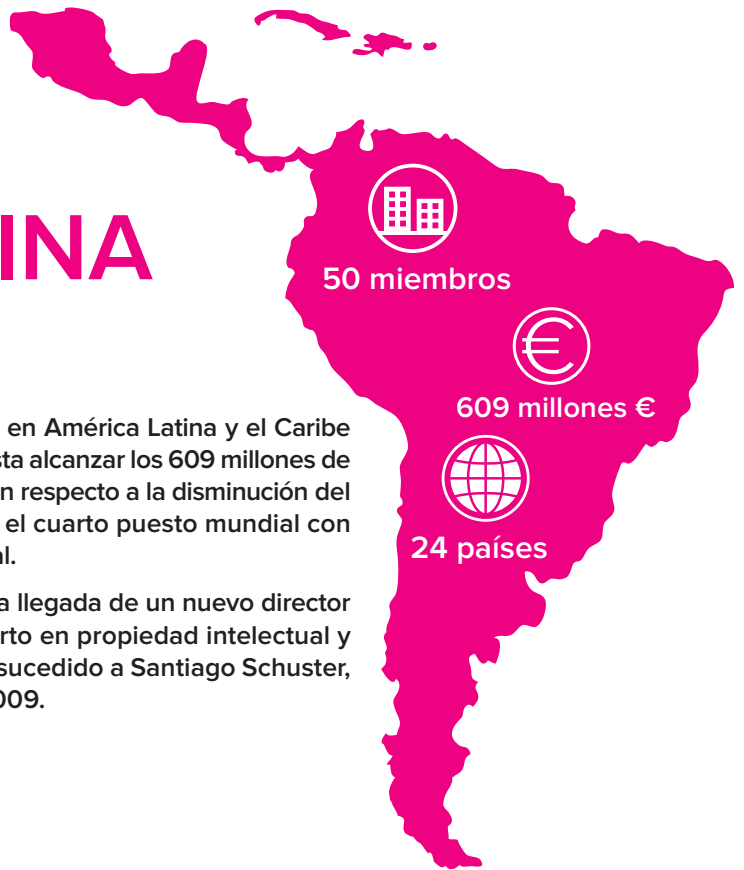 INA
50 miembros
609 millones €
24 países
en América Latina y el Caribe
sta alcanzar los 609 millones de
n respecto a la disminución del
el cuarto puesto mundial con
al.
a llegada de un nuevo director
rto en propiedad intelectual y
sucedido a Santiago Schuster,
009.